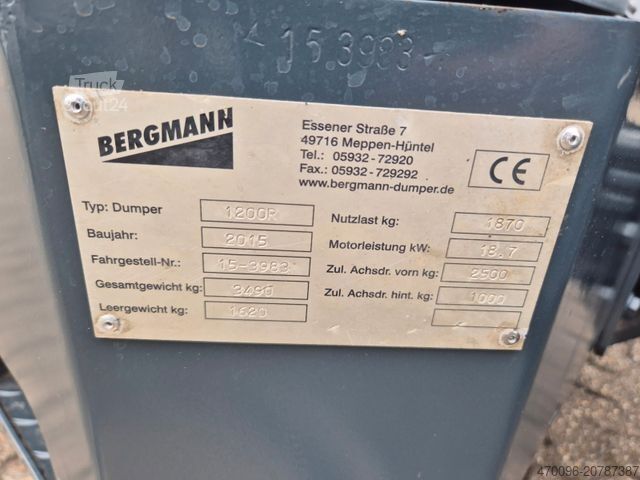 15 3983
Truck
Scout24
BERGMANN
Essener Straße 7
49716 Meppen-Hüntel
Tel.: 05932-72920
Fax.: 05932-729292
www.bergmann-dumper.de
CE
Typ: Dumper 1200R
Baujahr: 2015
Fahrgestell-Nr.: 15-3983
Gesamtgewicht kg: 3490
Leergewicht kg: 1620
Nutzlast kg: 1870
Motorleistung kW: 18.7
Zul. Achsdr. vorn kg: 2500
Zul. Achsdr. hint. kg: 1000
470096-20787387